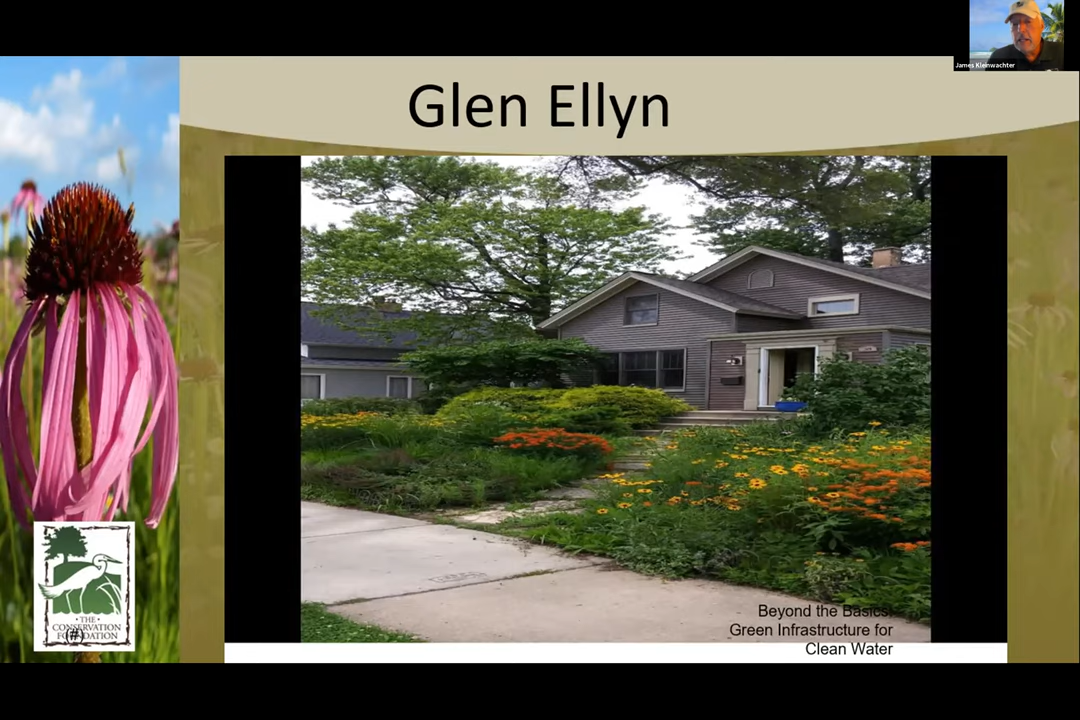 James Kleinwachter
Glen Ellyn
Beyond the Basics:
Green Infrastructure for
Clean Water
· THE ·
CONSERVATION
FOUNDATION
(#)